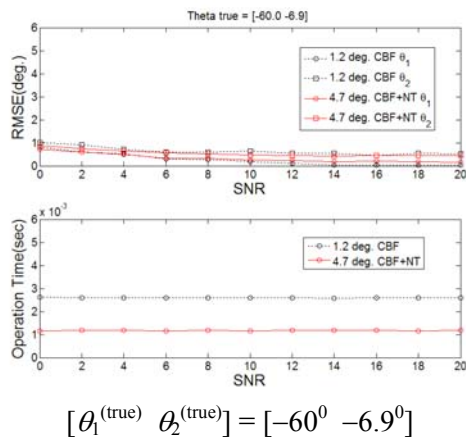 Theta true = [-60.0 -6.9]
6
5
4
3
2
1
0
RMSE(deg.)
1.2 deg. CBF θ₁
1.2 deg. CBF θ₂
4.7 deg. CBF+NT θ₁
4.7 deg. CBF+NT θ₂
0 2 4 6 8 10 12 14 16 18 20
SNR
6 x 10⁻³
5
4
3
2
1
0
Operation Time(sec)
1.2 deg. CBF
4.7 deg. CBF+NT
0 2 4 6 8 10 12 14 16 18 20
SNR
[θ₁⁽ᵗʳᵘᵉ⁾ θ₂⁽ᵗʳᵘᵉ⁾] = [−60⁰ −6.9⁰]